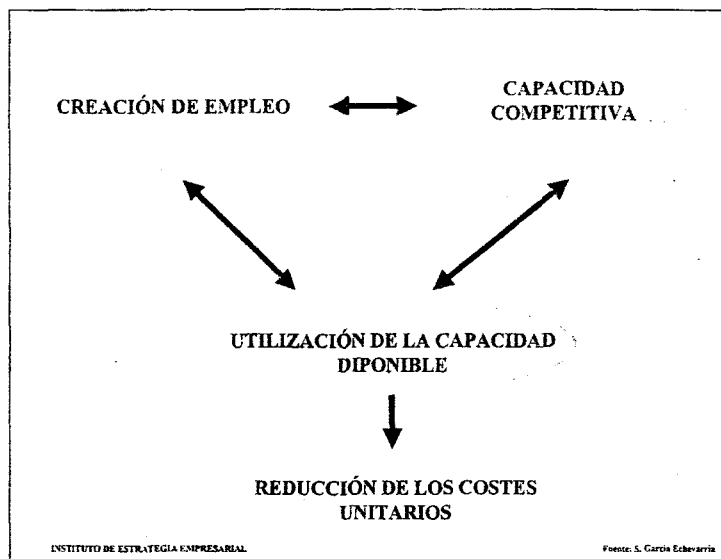 CREACIÓN DE EMPLEO
CAPACIDAD
COMPETITIVA
UTILIZACIÓN DE LA CAPACIDAD
DIPONIBLE
REDUCCIÓN DE LOS COSTES
UNITARIOS
INSTITUTO DE ESTRATEGIA EMPRESARIAL
Fuente: S. García Echevarría